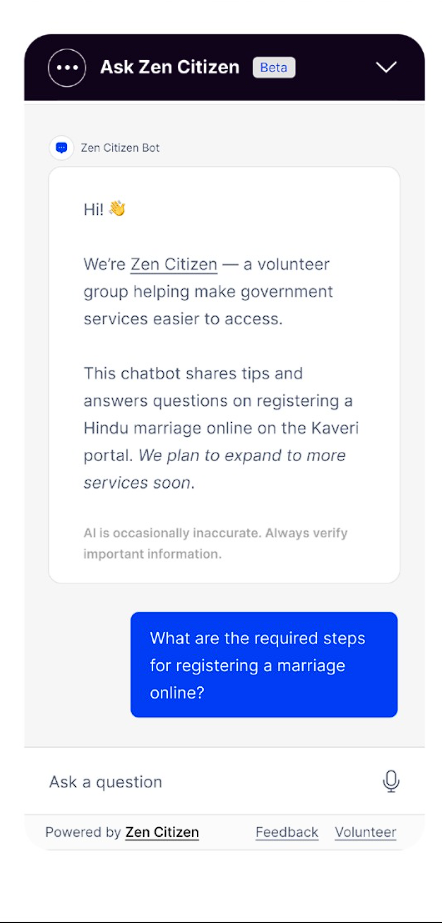 Ask Zen Citizen Beta
Zen Citizen Bot
Hi! 👋
We're Zen Citizen — a volunteer
group helping make government
services easier to access.
This chatbot shares tips and
answers questions on registering a
Hindu marriage online on the Kaveri
portal. We plan to expand to more
services soon.
AI is occasionally inaccurate. Always verify
important information.
What are the required steps
for registering a marriage
online?
Ask a question
Powered by Zen Citizen Feedback Volunteer